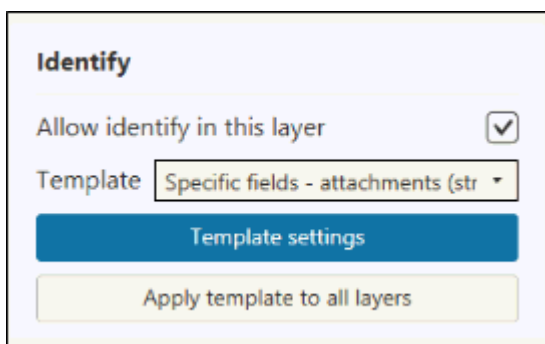 Identify
Allow identify in this layer
Template Specific fields - attachments (str
Template settings
Apply template to all layers